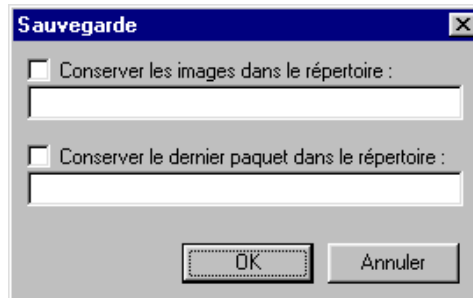 Sauvegarde
Conserver les images dans le répertoire :
Conserver le dernier paquet dans le répertoire :
OK
Annuler